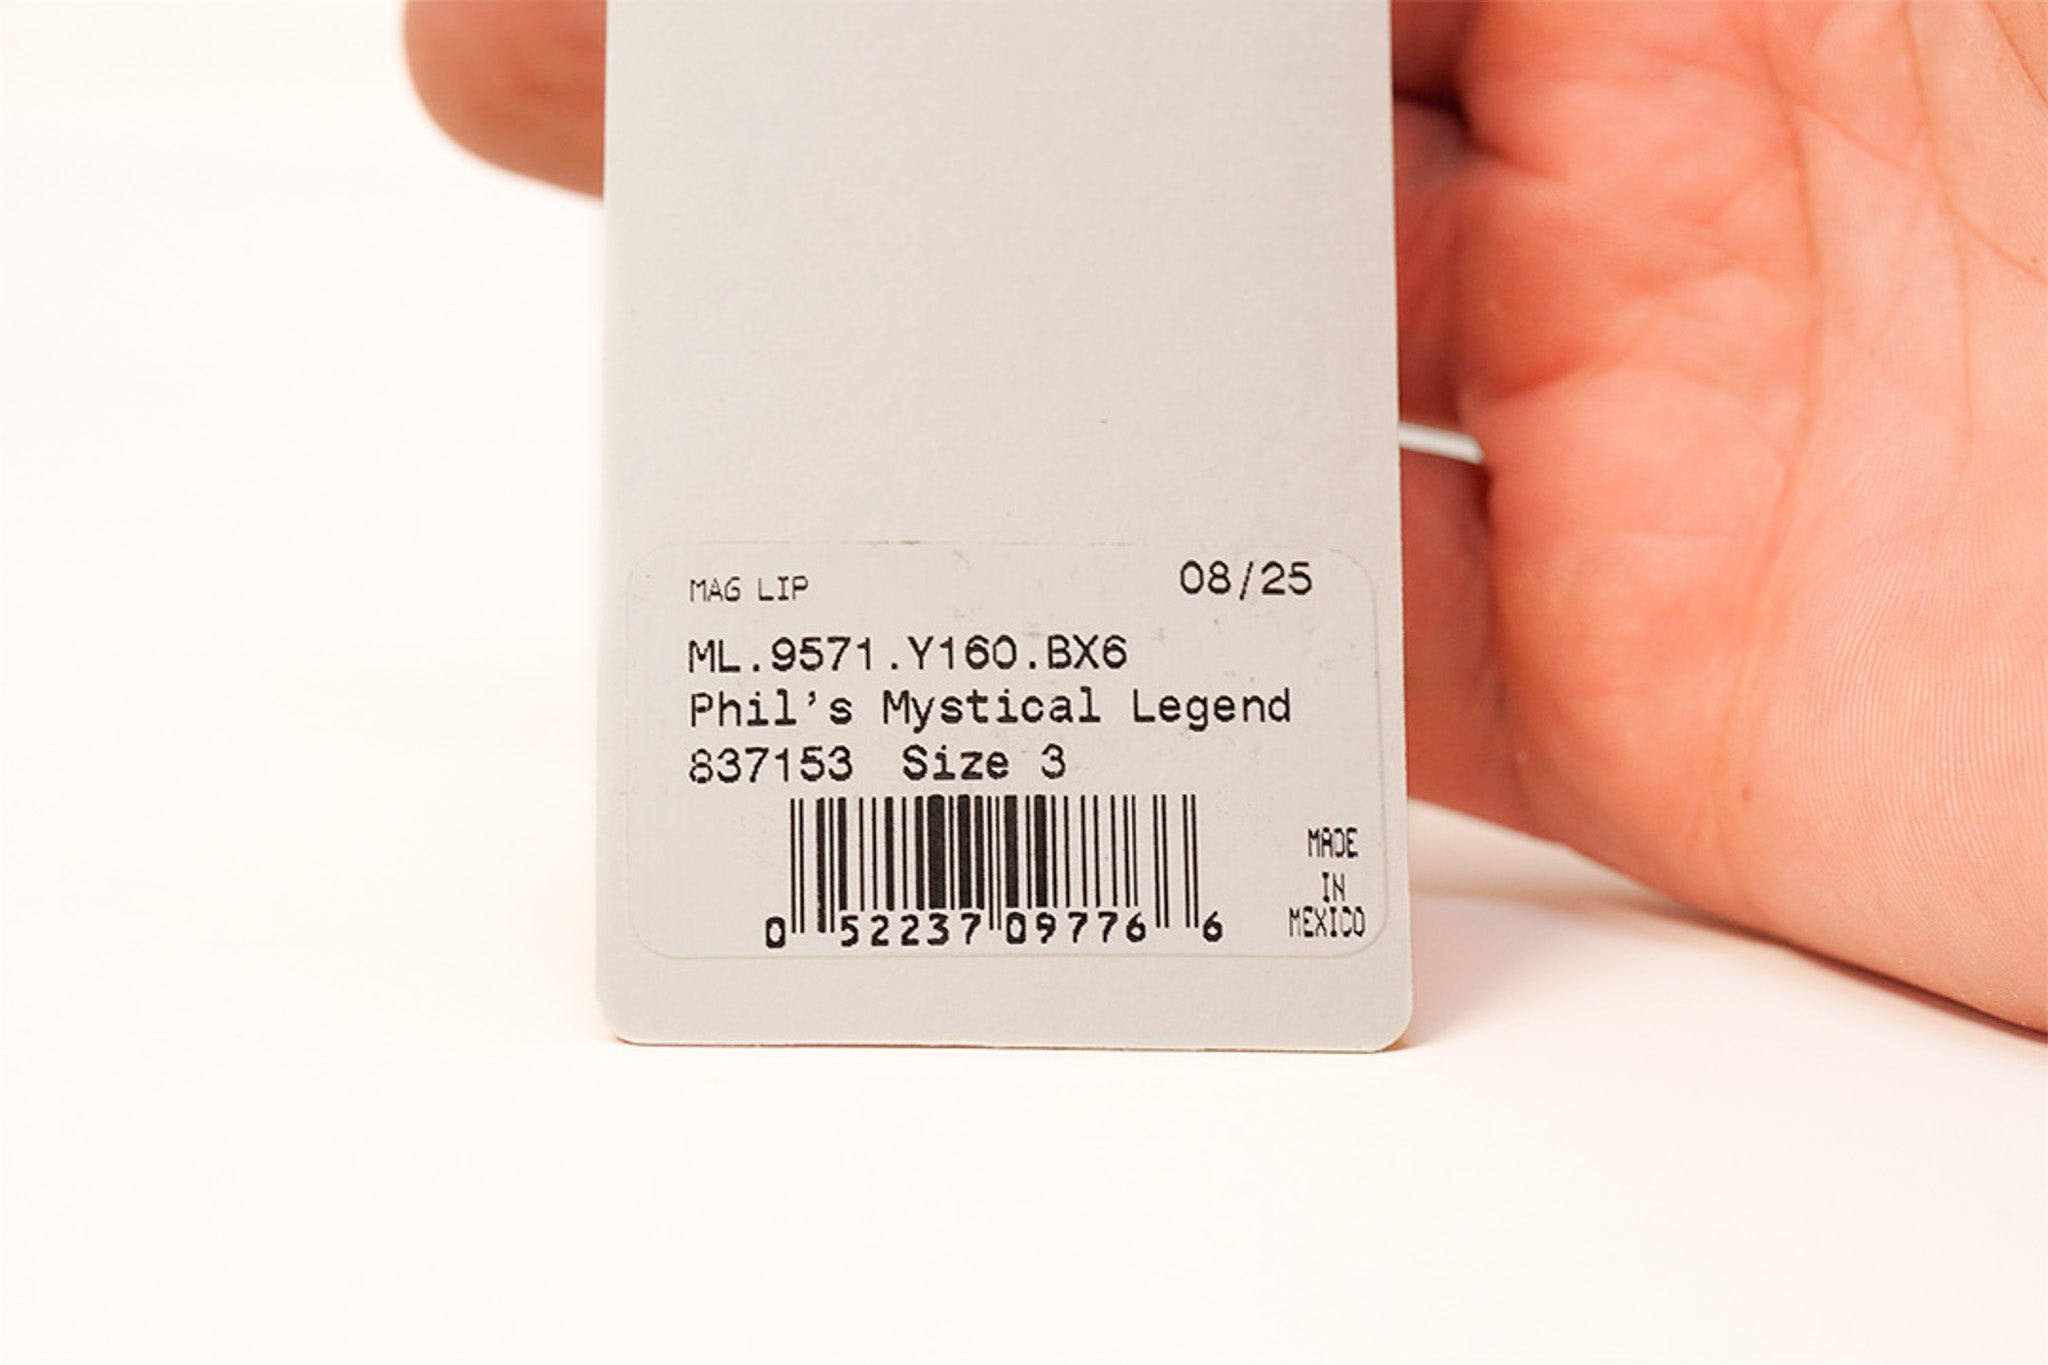 MAG LIP 08/25
ML.9571.Y160.BX6
Phil's Mystical Legend
837153 Size 3
0 52237 09776 6
MADE
IN
MEXICO